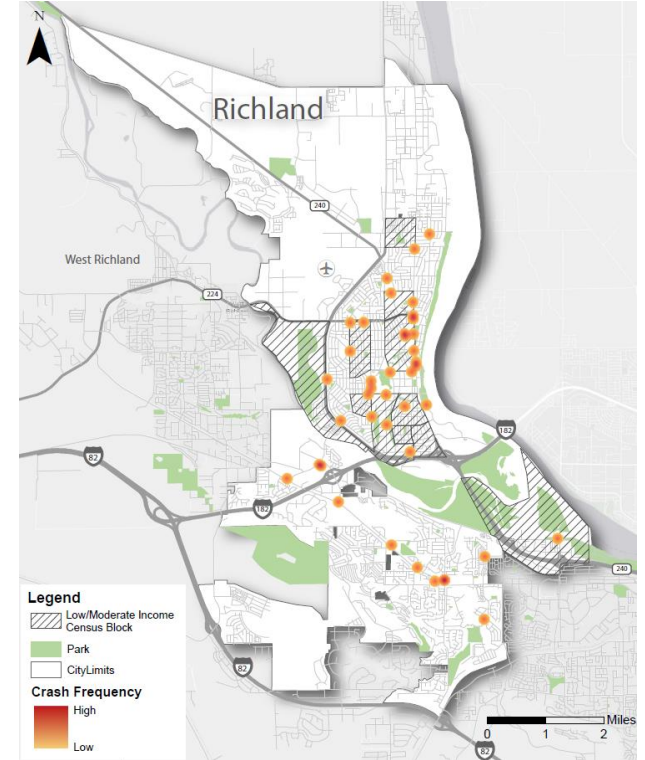 N
Richland
240
West Richland
224
182
82
182
240
Legend
Low/Moderate Income
Census Block
Park
CityLimits
Crash Frequency
High
Low
82
Miles
0 1 2
82